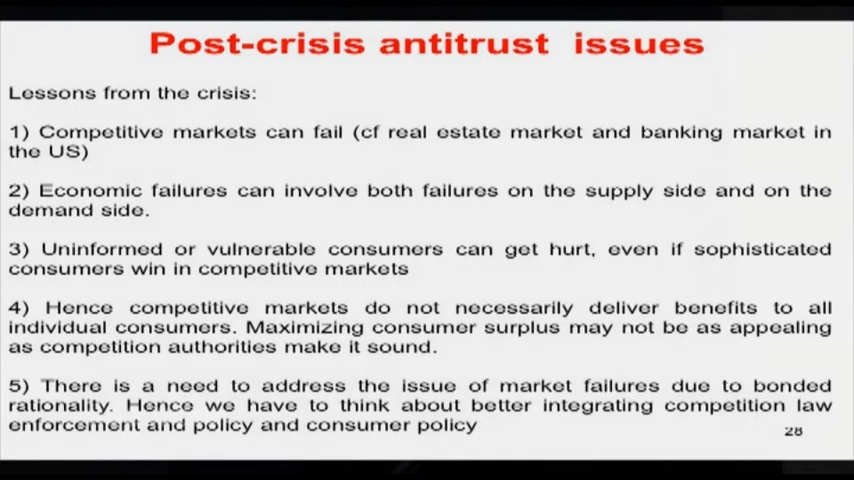 Post-crisis antitrust issues
Lessons from the crisis:
1) Competitive markets can fail (cf real estate market and banking market in
the US)
2) Economic failures can involve both failures on the supply side and on the
demand side.
3) Uninformed or vulnerable consumers can get hurt, even if sophisticated
consumers win in competitive markets
4) Hence competitive markets do not necessarily deliver benefits to all
individual consumers. Maximizing consumer surplus may not be as appealing
as competition authorities make it sound.
5) There is a need to address the issue of market failures due to bonded
rationality. Hence we have to think about better integrating competition law
enforcement and policy and consumer policy
28